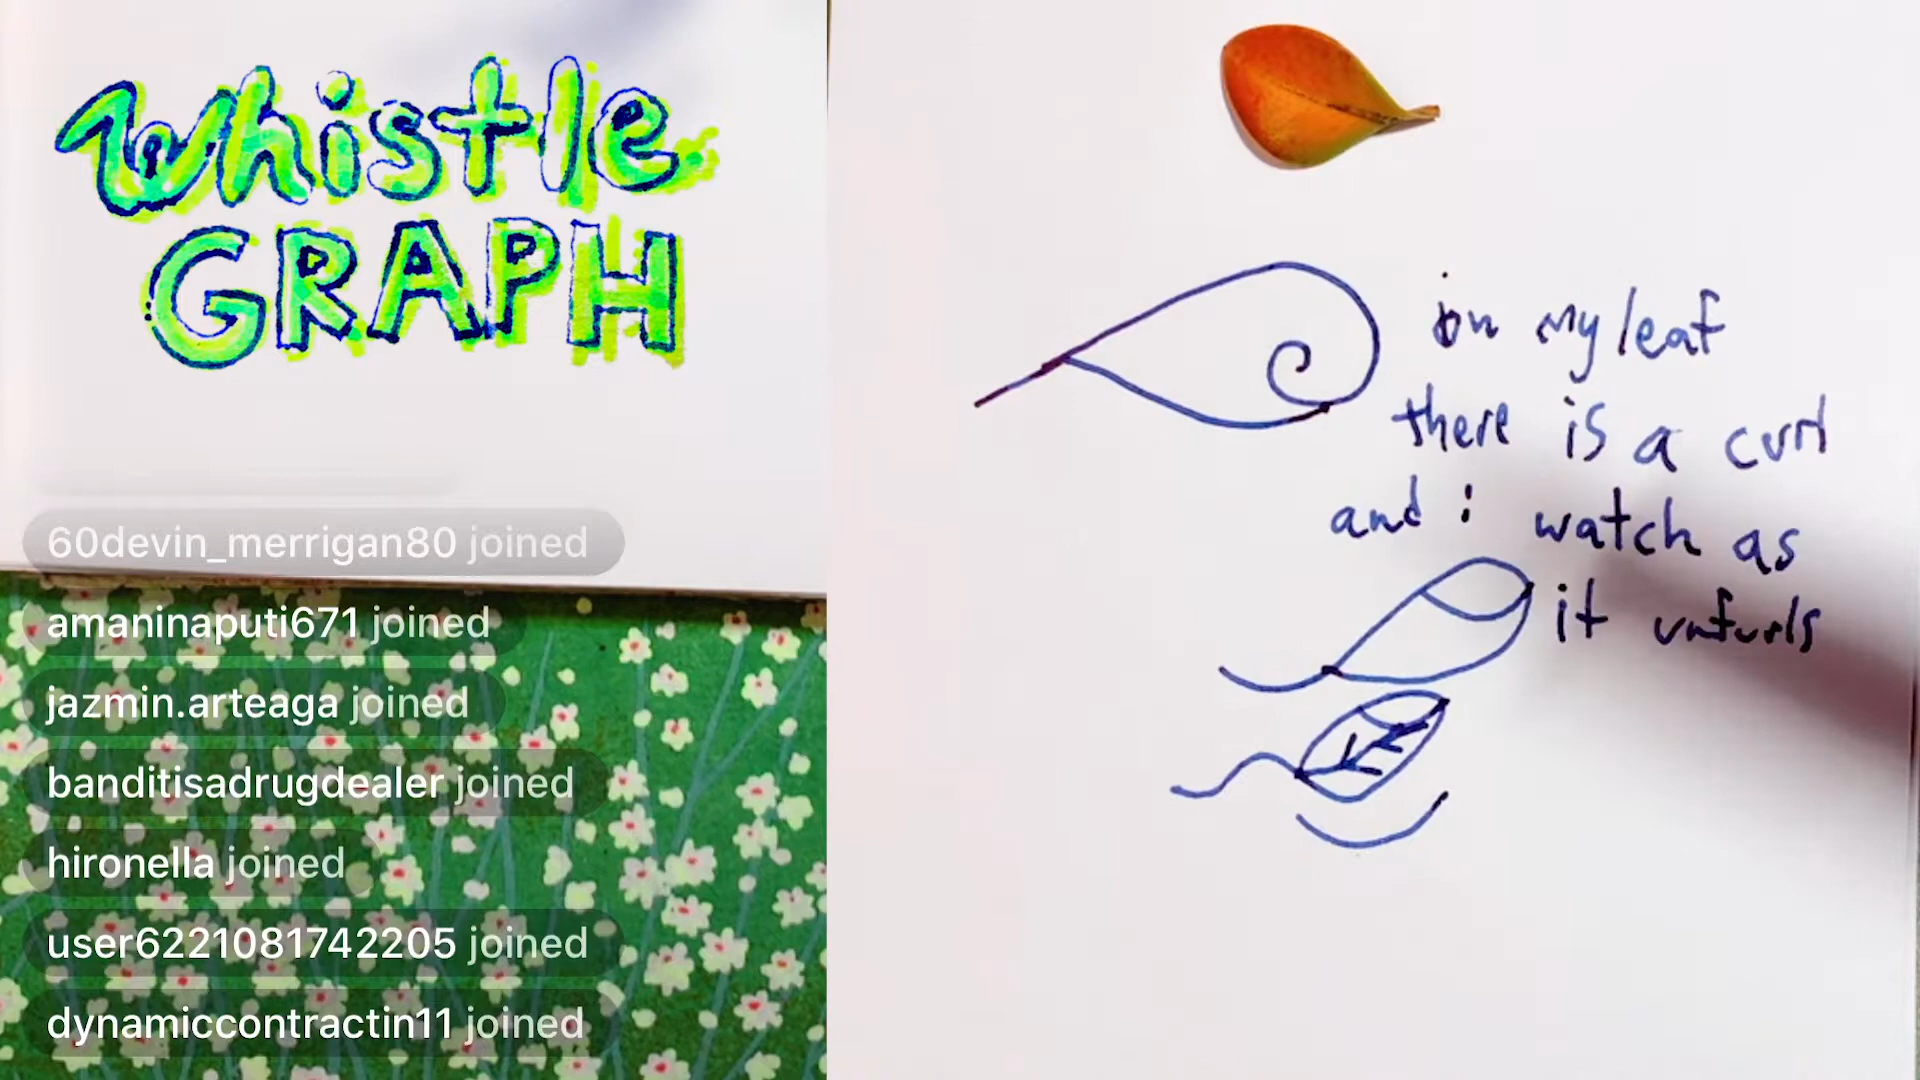 Whistle
GRAPH
60devin_merrigan80 joined
amaninaputi671 joined
jazmin.arteaga joined
banditisadrugdealer joined
hironella joined
user6221081742205 joined
dynamiccontractin11 joined
on my leaf
there is a curl
and i watch as
it unfurls